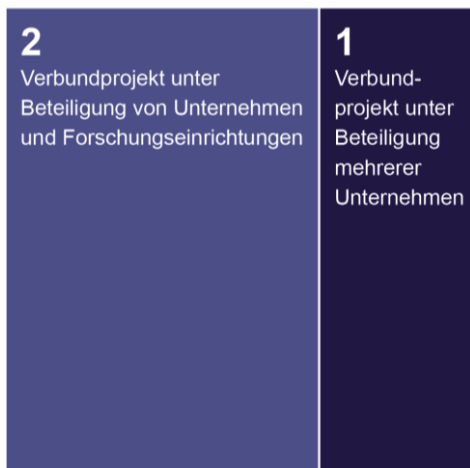 2
Verbundprojekt unter
Beteiligung von Unternehmen
und Forschungseinrichtungen
1
Verbund-
projekt unter
Beteiligung
mehrerer
Unternehmen